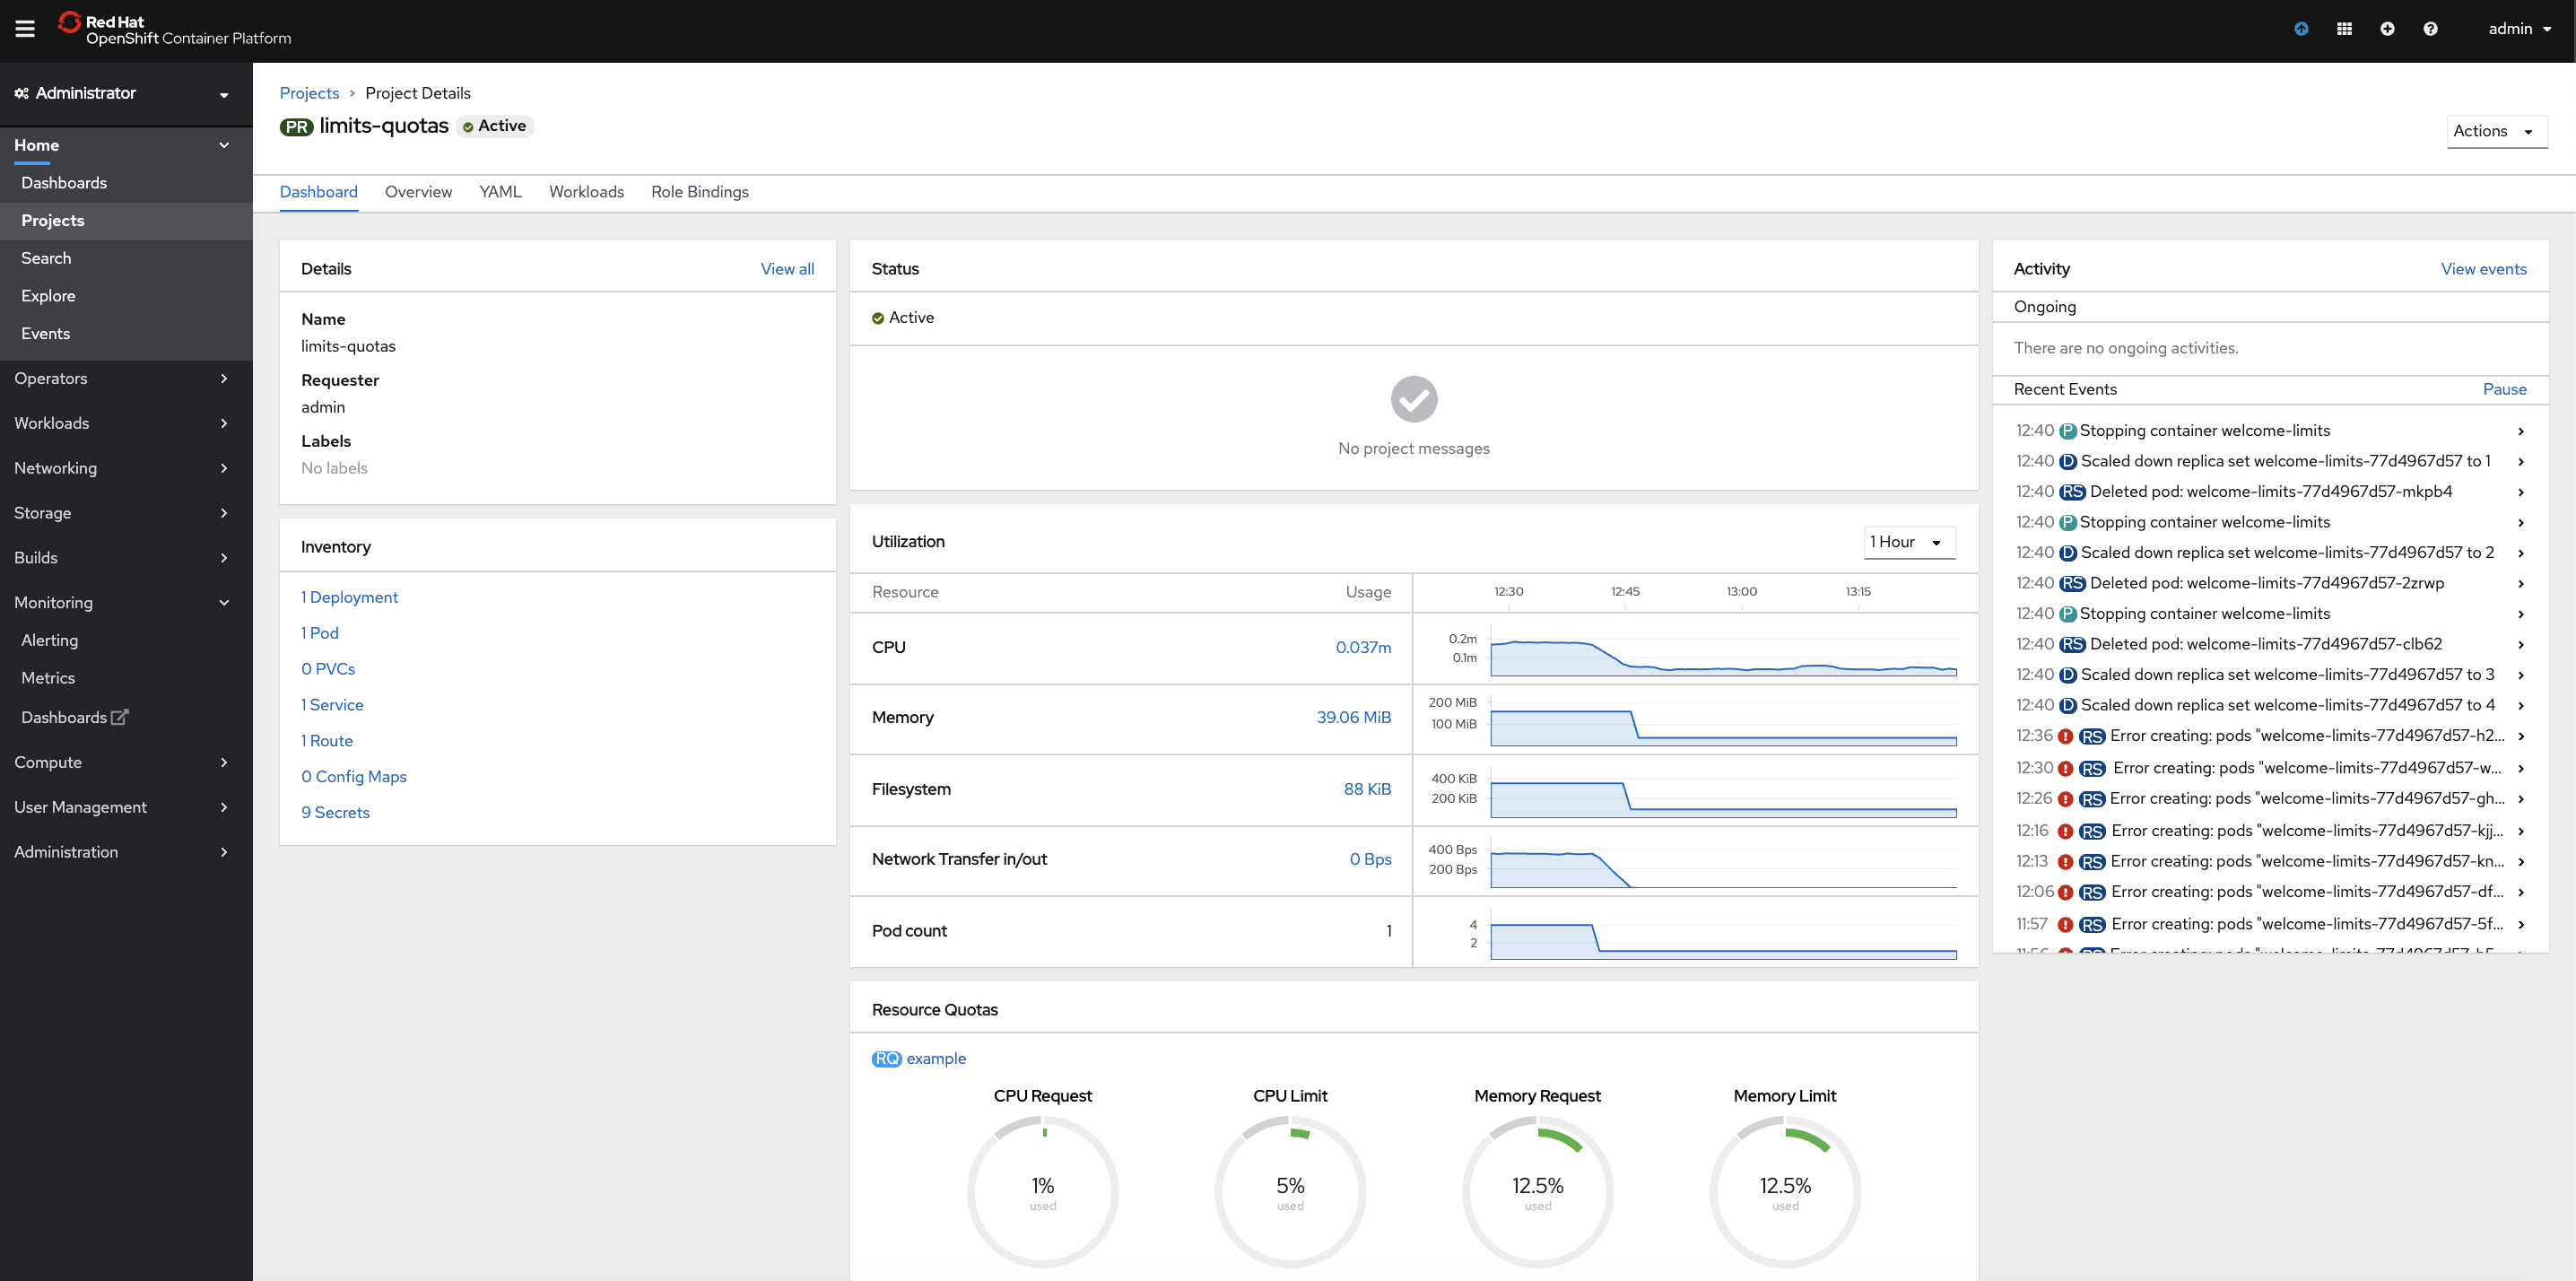 Red Hat
OpenShift Container Platform
admin
Administrator
Home
Dashboards
Projects
Search
Explore
Events
Operators
Workloads
Networking
Storage
Builds
Monitoring
Alerting
Metrics
Dashboards
Compute
User Management
Administration
Projects > Project Details
PR limits-quotas Active
Actions
Dashboard Overview YAML Workloads Role Bindings
Details View all
Name
limits-quotas
Requester
admin
Labels
No labels
Inventory
1 Deployment
1 Pod
0 PVCs
1 Service
1 Route
0 Config Maps
9 Secrets
Status
Active
No project messages
Utilization 1 Hour
Resource Usage 12:30 12:45 13:00 13:15
CPU 0.037m
0.2m
0.1m
Memory 39.06 MiB
200 MiB
100 MiB
Filesystem 88 KiB
400 KiB
200 KiB
Network Transfer in/out 0 Bps
400 Bps
200 Bps
Pod count 1
4
2
Resource Quotas
RQ example
CPU Request CPU Limit Memory Request Memory Limit
1% 5% 12.5% 12.5%
used used used used
Activity View events
Ongoing
There are no ongoing activities.
Recent Events Pause
12:40 P Stopping container welcome-limits
12:40 D Scaled down replica set welcome-limits-77d4967d57 to 1
12:40 RS Deleted pod: welcome-limits-77d4967d57-mkpb4
12:40 P Stopping container welcome-limits
12:40 D Scaled down replica set welcome-limits-77d4967d57 to 2
12:40 RS Deleted pod: welcome-limits-77d4967d57-2zrwp
12:40 P Stopping container welcome-limits
12:40 RS Deleted pod: welcome-limits-77d4967d57-clb62
12:40 D Scaled down replica set welcome-limits-77d4967d57 to 3
12:40 D Scaled down replica set welcome-limits-77d4967d57 to 4
12:36 RS Error creating: pods "welcome-limits-77d4967d57-h2...
12:30 RS Error creating: pods "welcome-limits-77d4967d57-w...
12:26 RS Error creating: pods "welcome-limits-77d4967d57-gh...
12:16 RS Error creating: pods "welcome-limits-77d4967d57-kjj...
12:13 RS Error creating: pods "welcome-limits-77d4967d57-kn...
12:06 RS Error creating: pods "welcome-limits-77d4967d57-df...
11:57 RS Error creating: pods "welcome-limits-77d4967d57-5f...